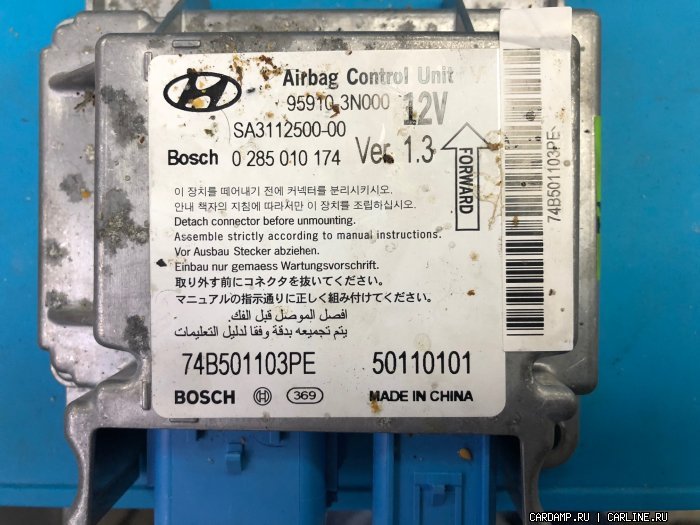 Airbag Control Unit
95910 3N000 12V
SA3112500-00
Bosch 0 285 010 174 Ver. 1.3
FORWARD
74B501103PE
이 장치를 떼어내기 전에 커넥터를 분리시키시오.
안내 책자의 지침에 따라서만 이 장치를 조립하십시오.
Detach connector before unmounting.
Assemble strictly according to manual instructions.
Vor Ausbau Stecker abziehen.
Einbau nur gemaess Wartungsvorschrift.
取り外す前にコネクタを抜いてください。
マニュアルの指示通りに正しく組み付けてください。
افصل الموصل قبل الفك.
يتم تجميعه بدقة وفقا لدليل التعليمات
74B501103PE 50110101
BOSCH 369 MADE IN CHINA
CARDAMP.RU | CARLINE.RU